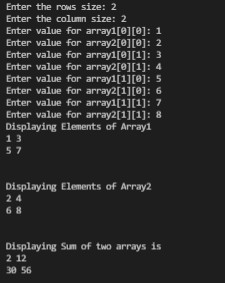 Enter the rows size: 2
Enter the column size: 2
Enter value for array1[0][0]: 1
Enter value for array2[0][0]: 2
Enter value for array1[0][1]: 3
Enter value for array2[0][1]: 4
Enter value for array1[1][0]: 5
Enter value for array2[1][0]: 6
Enter value for array1[1][1]: 7
Enter value for array2[1][1]: 8
Displaying Elements of Array1
1 3
5 7
Displaying Elements of Array2
2 4
6 8
Displaying Sum of two arrays is
2 12
30 56